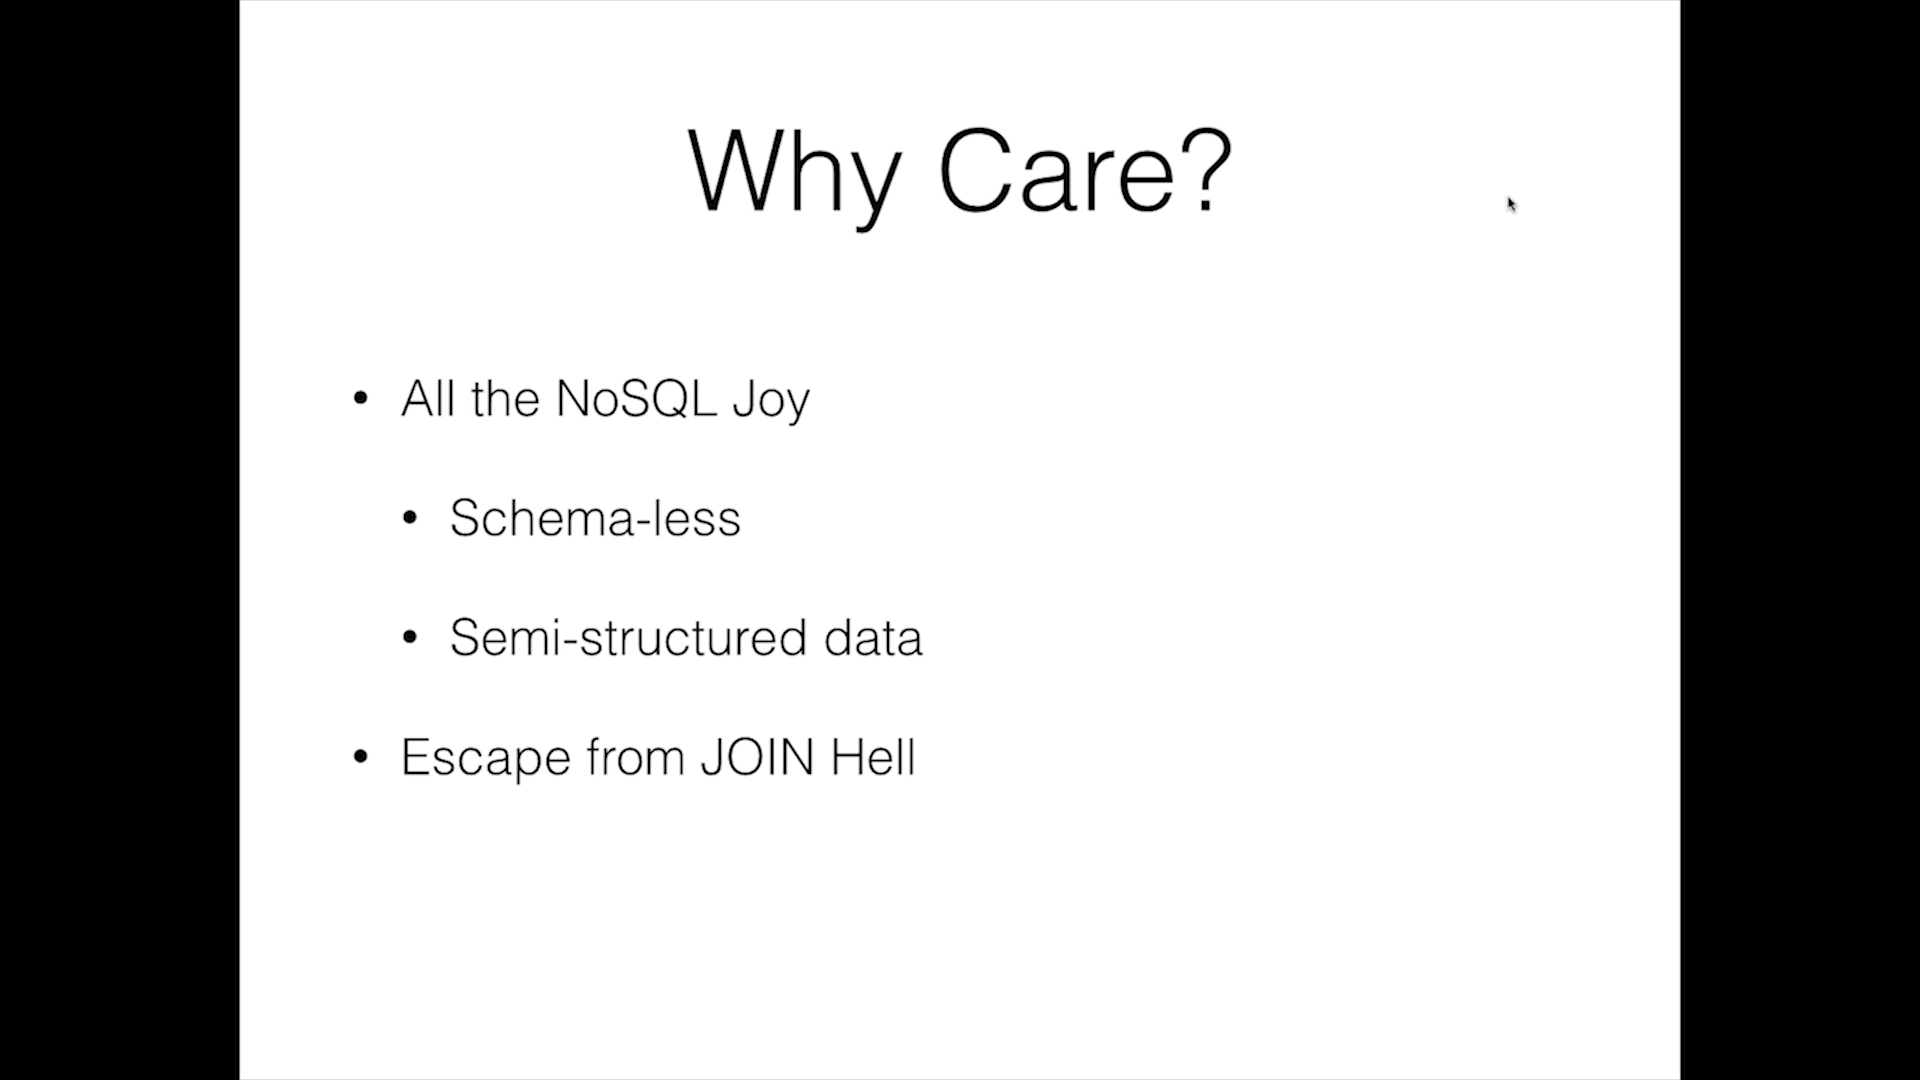 Why Care?
• All the NoSQL Joy
• Schema-less
• Semi-structured data
• Escape from JOIN Hell